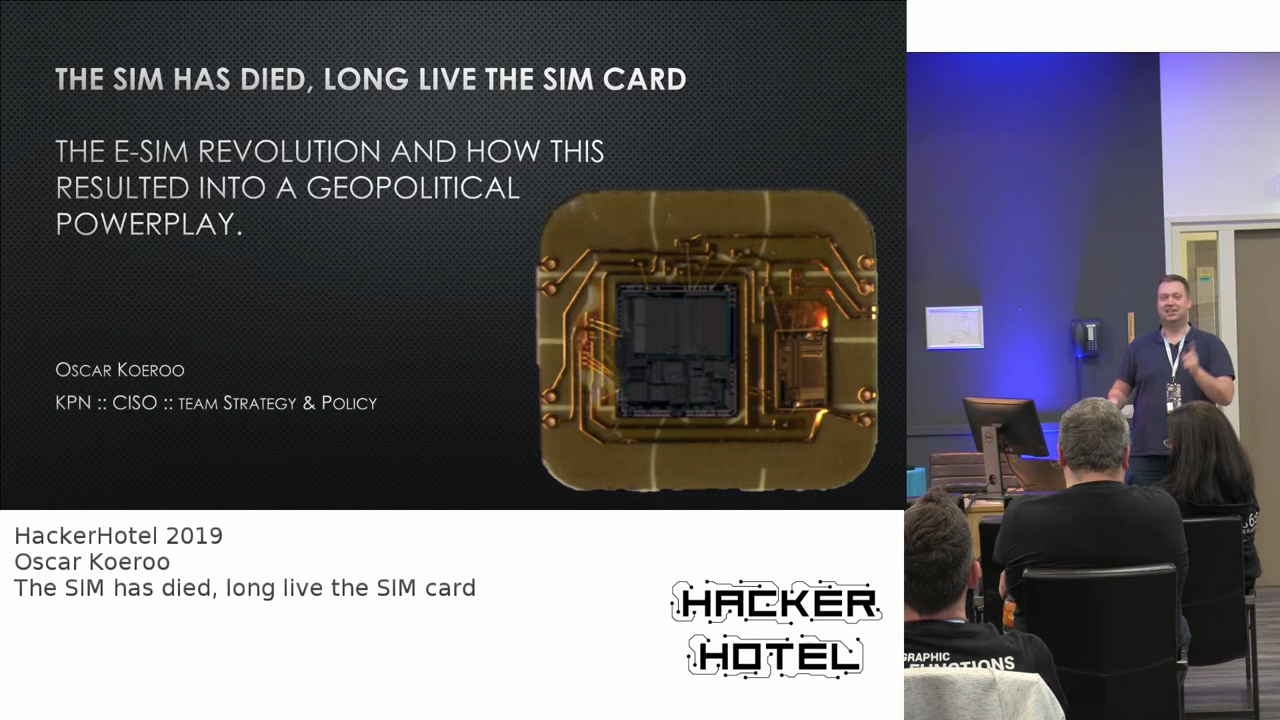 THE SIM HAS DIED, LONG LIVE THE SIM CARD
THE E-SIM REVOLUTION AND HOW THIS
RESULTED INTO A GEOPOLITICAL
POWERPLAY.
OSCAR KOEROO
KPN :: CISO :: TEAM STRATEGY & POLICY
HackerHotel 2019
Oscar Koeroo
The SIM has died, long live the SIM card
HACKER
HOTEL
GRAPHIC
FUNCTIONS